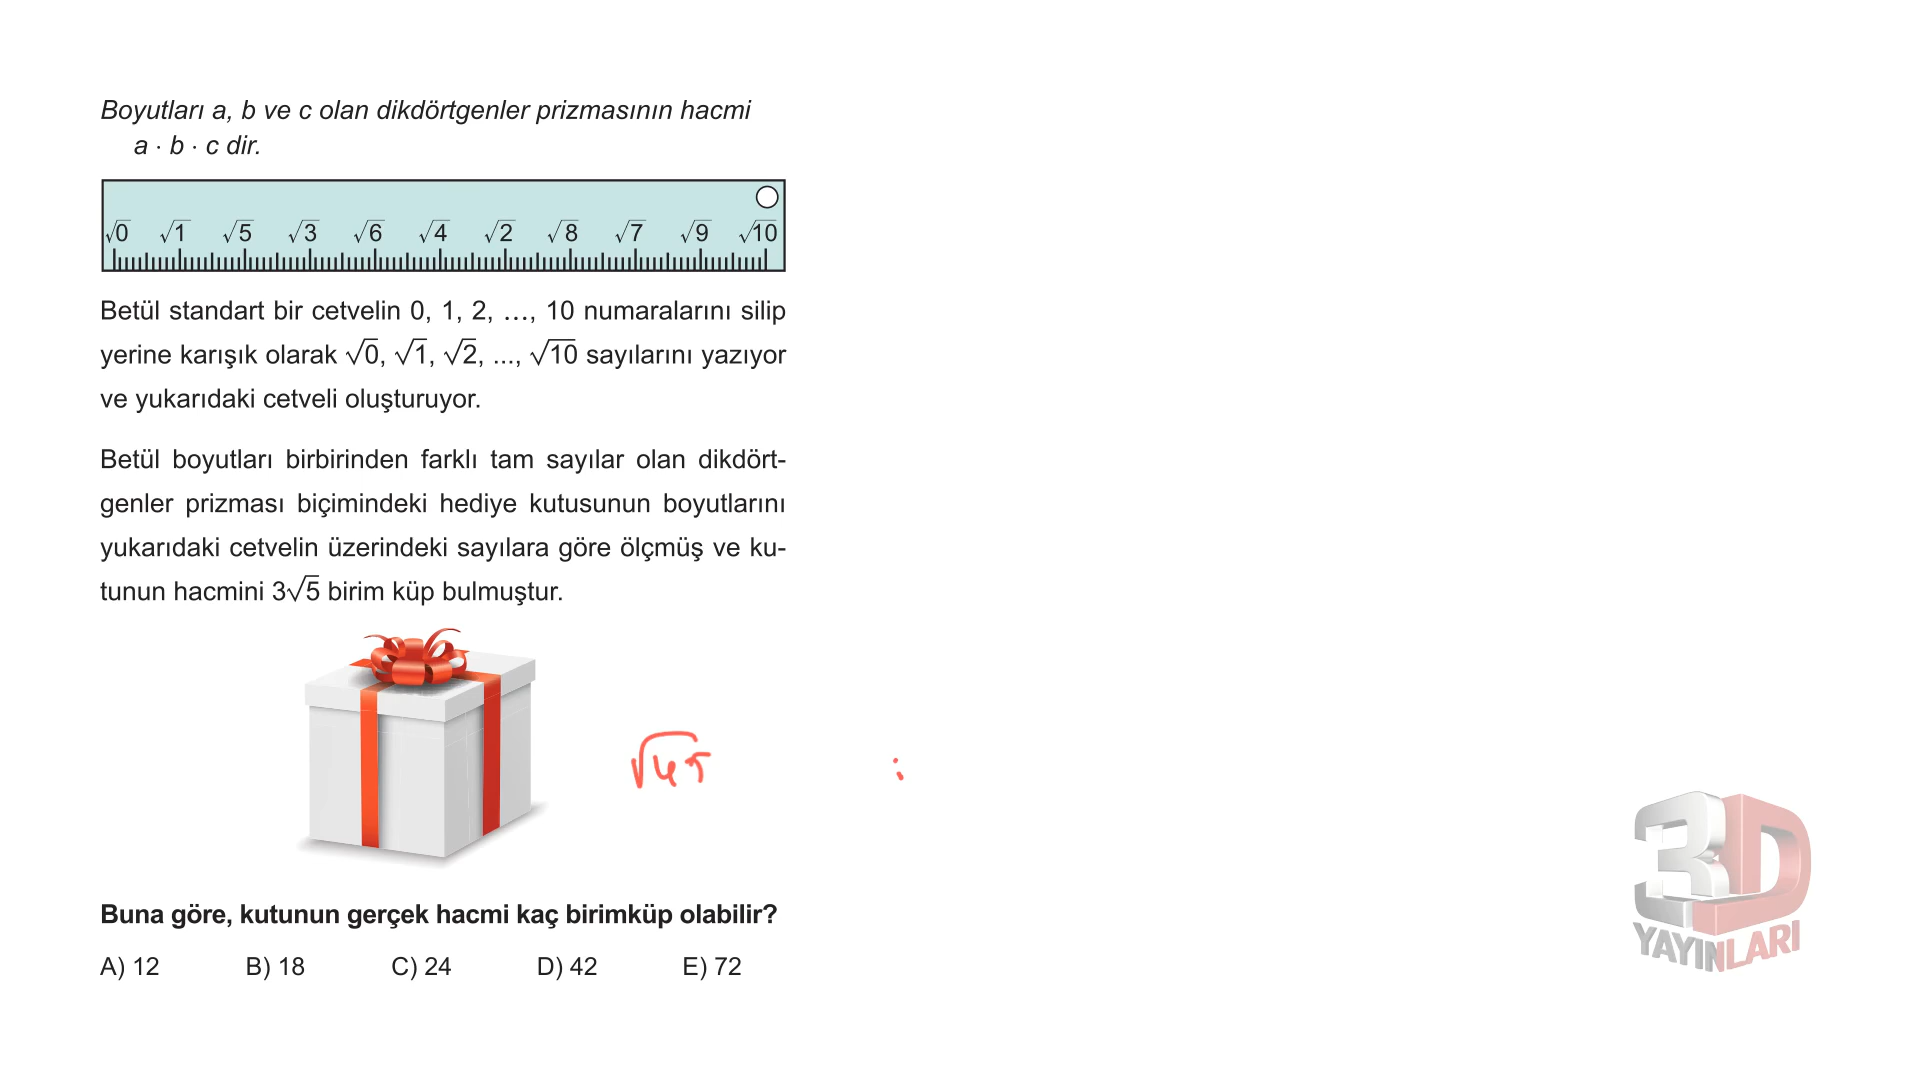 Boyutları a, b ve c olan dikdörtgenler prizmasının hacmi
a · b · c dir.
√0 √1 √5 √3 √6 √4 √2 √8 √7 √9 √10
Betül standart bir cetvelin 0, 1, 2, ..., 10 numaralarını silip
yerine karışık olarak √0, √1, √2, ..., √10 sayılarını yazıyor
ve yukarıdaki cetveli oluşturuyor.
Betül boyutları birbirinden farklı tam sayılar olan dikdört-
genler prizması biçimindeki hediye kutusunun boyutlarını
yukarıdaki cetvelin üzerindeki sayılara göre ölçmüş ve ku-
tunun hacmini 3√5 birim küp bulmuştur.
√45
Buna göre, kutunun gerçek hacmi kaç birimküp olabilir?
A) 12 B) 18 C) 24 D) 42 E) 72
3D
YAYINLARI